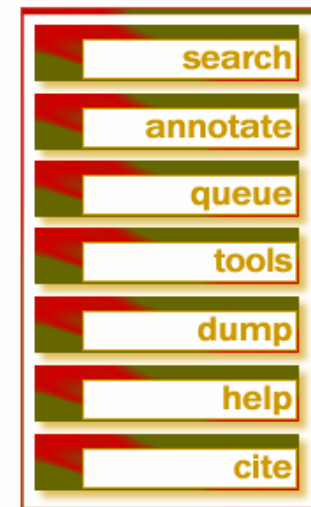 search
annotate
queue
tools
dump
help
cite